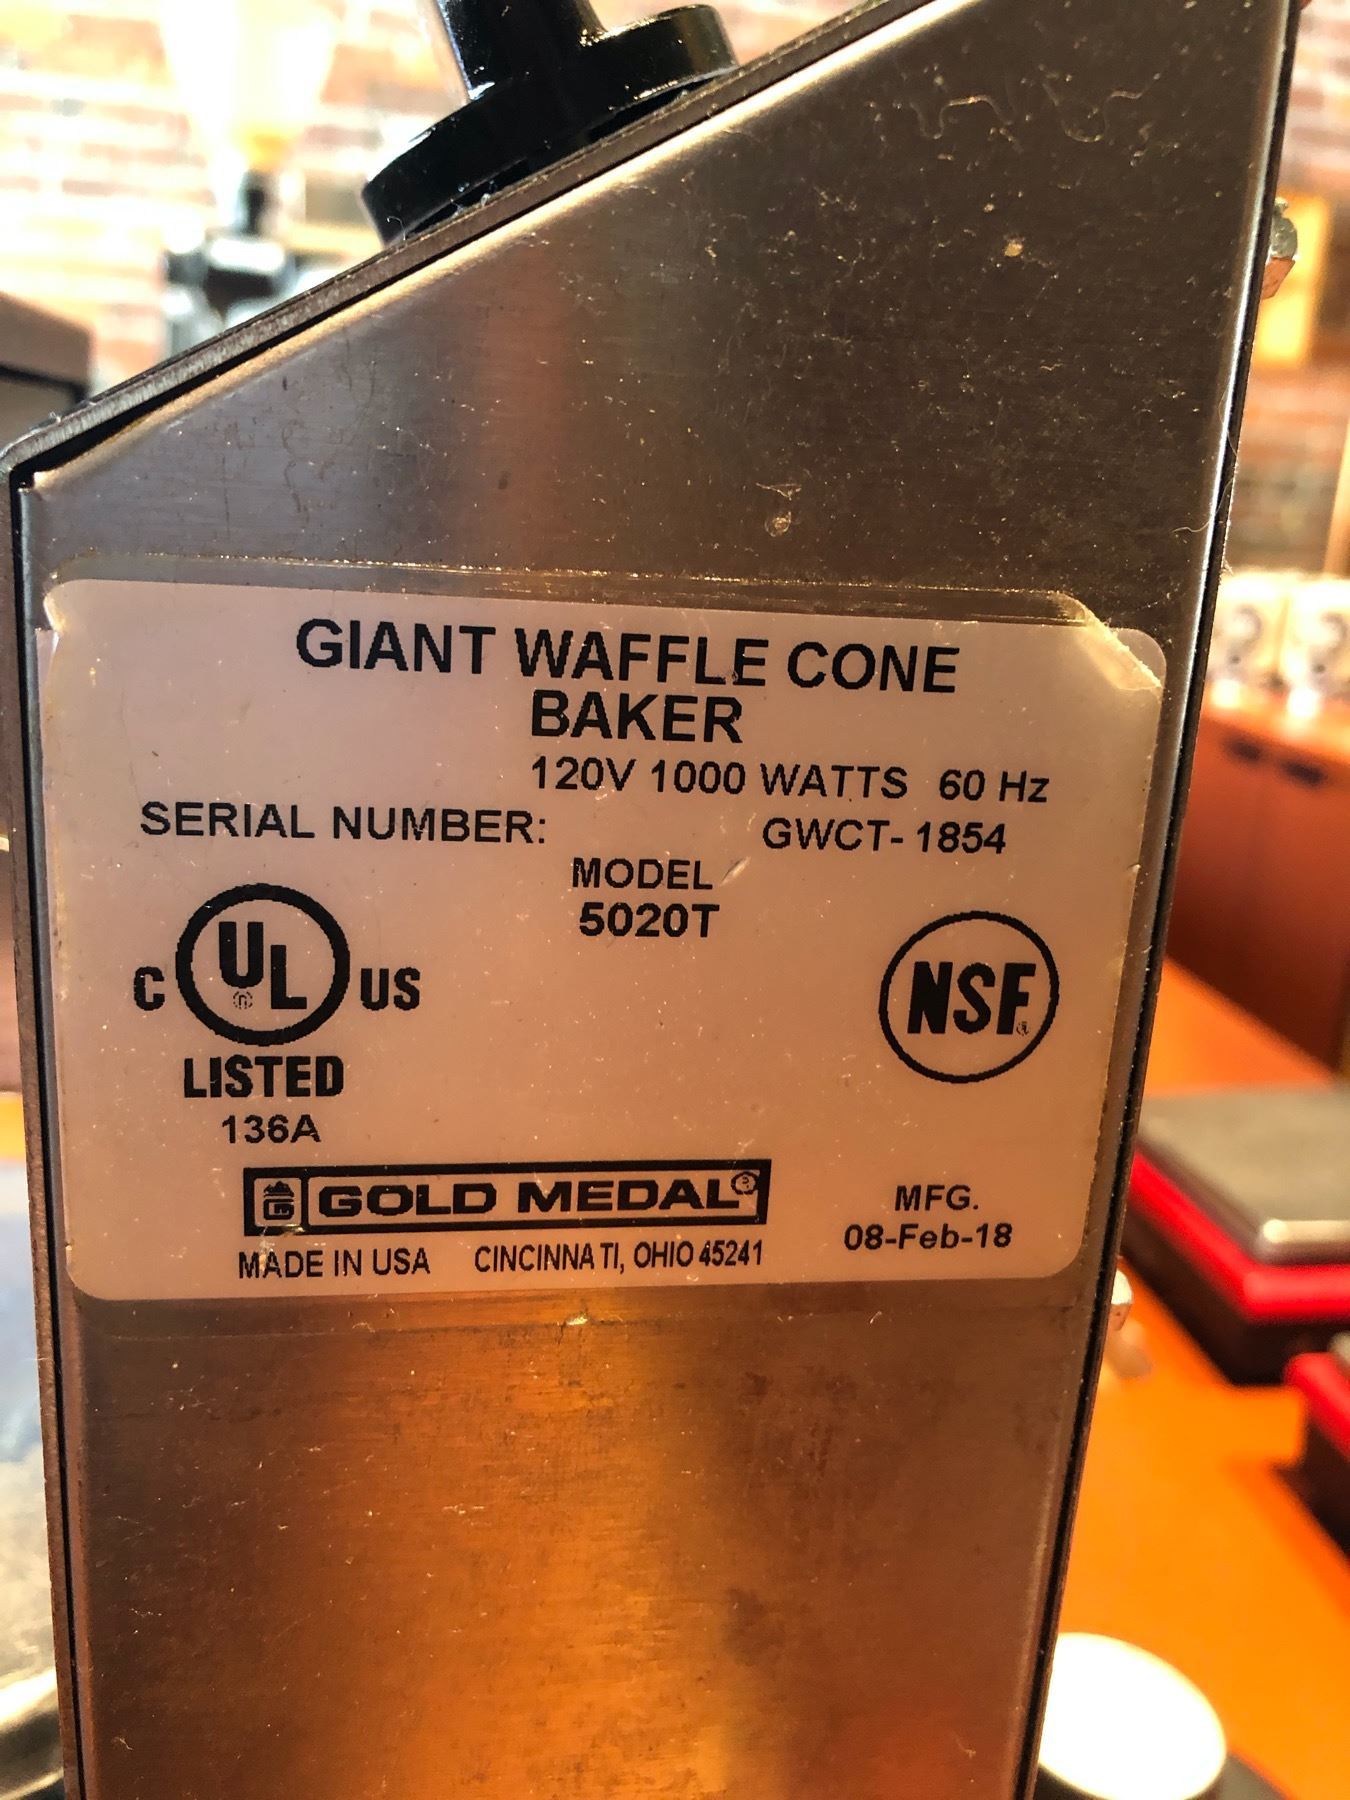 GIANT WAFFLE CONE
BAKER
120V 1000 WATTS 60 Hz
SERIAL NUMBER: GWCT- 1854
MODEL
5020T
C UL® US
LISTED
136A
NSF®
GOLD MEDAL®
MADE IN USA CINCINNATI, OHIO 45241
MFG.
08-Feb-18